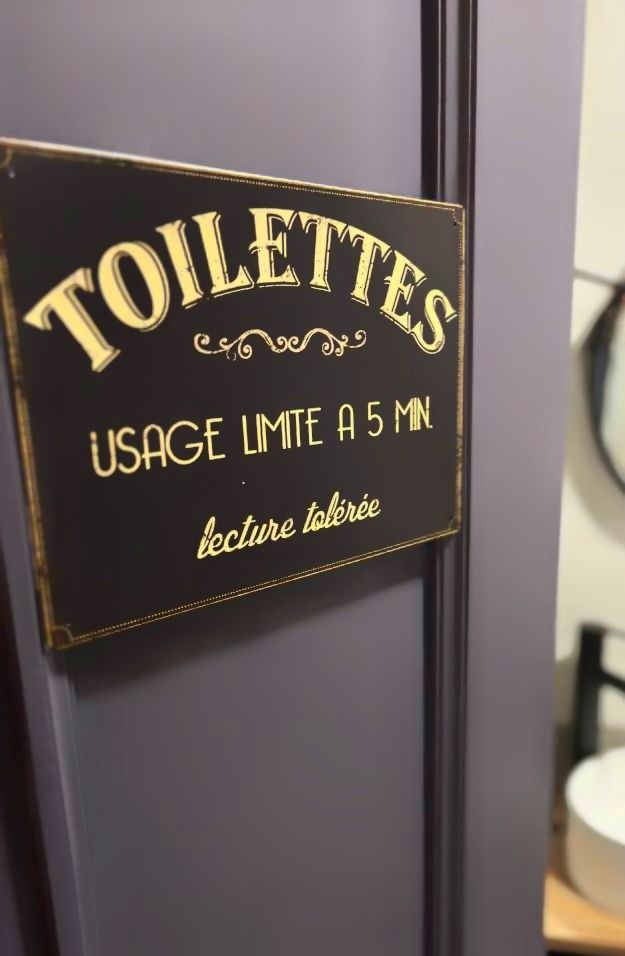 TOILETTES
USAGE LIMITE A 5 MIN.
lecture tolérée